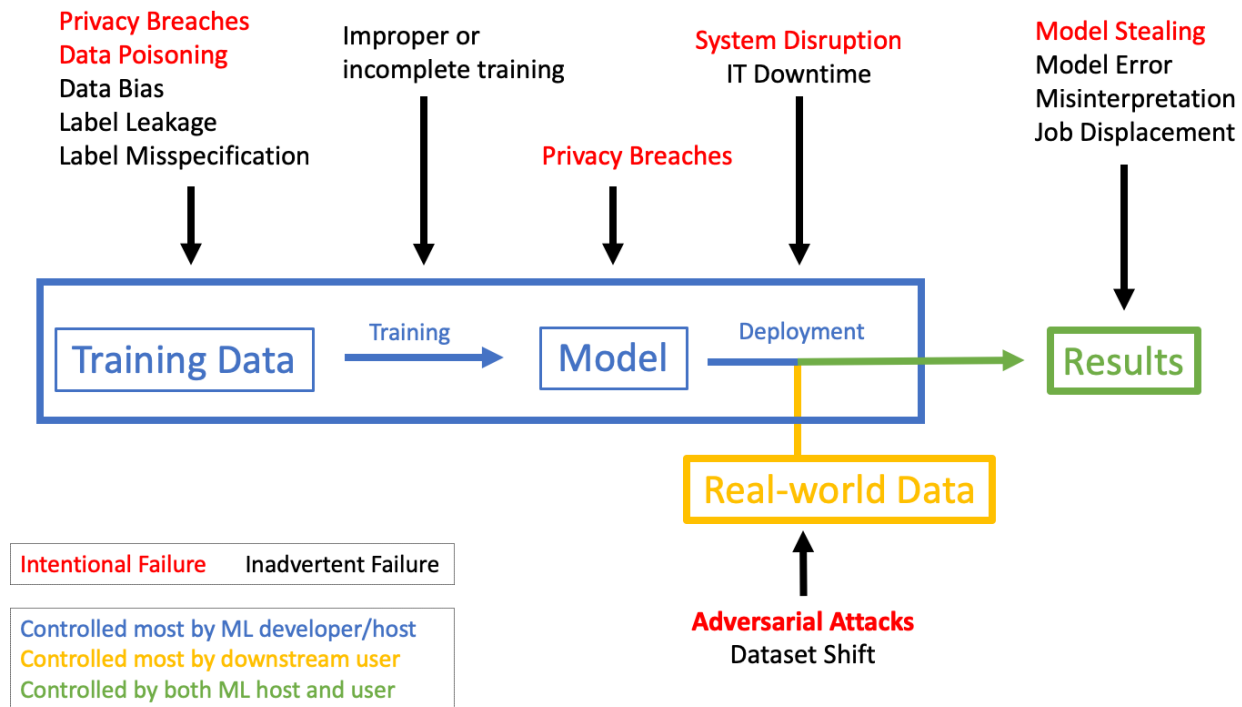 Privacy Breaches
Data Poisoning
Data Bias
Label Leakage
Label Misspecification
Improper or
incomplete training
Privacy Breaches
System Disruption
IT Downtime
Model Stealing
Model Error
Misinterpretation
Job Displacement
Training Data
Training
Model
Deployment
Results
Real-world Data
Adversarial Attacks
Dataset Shift
Intentional Failure Inadvertent Failure
Controlled most by ML developer/host
Controlled most by downstream user
Controlled by both ML host and user